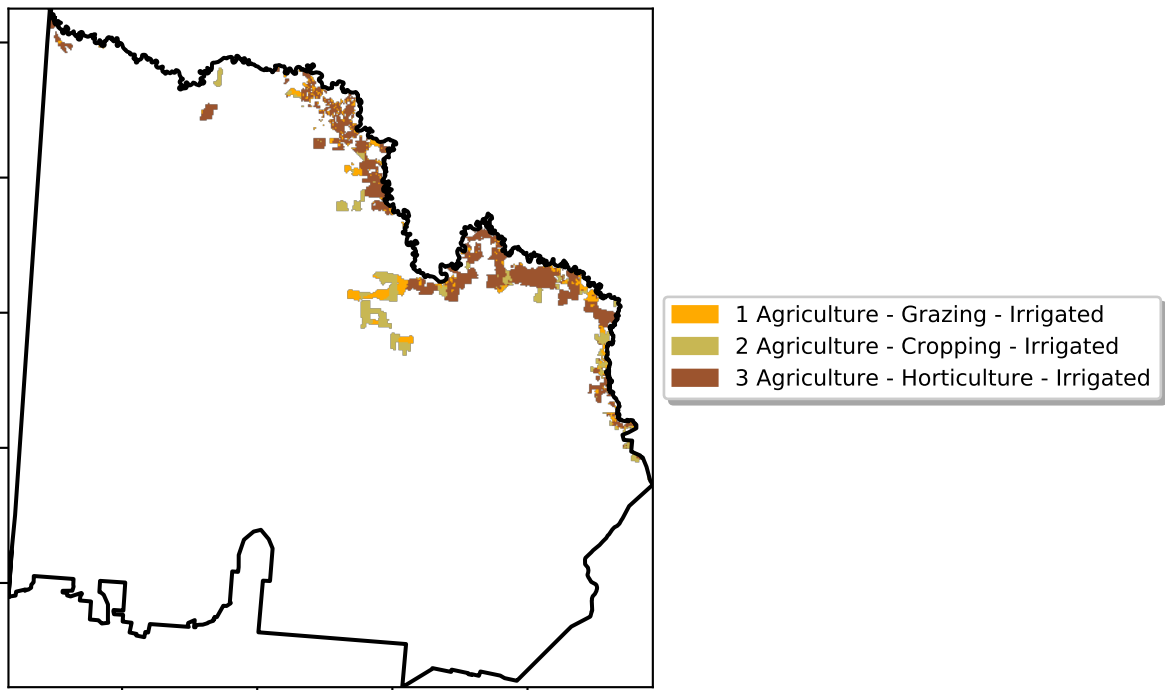 1 Agriculture - Grazing - Irrigated
2 Agriculture - Cropping - Irrigated
3 Agriculture - Horticulture - Irrigated